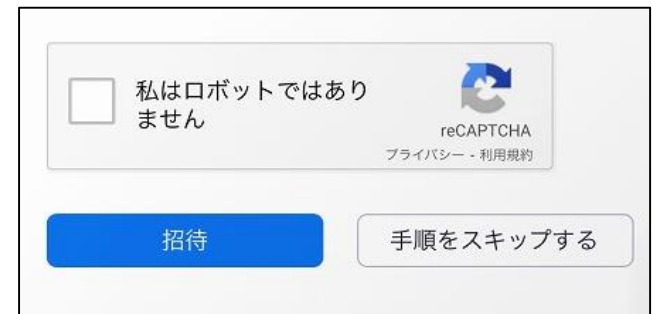 私はロボットではあり
ません
reCAPTCHA
プライバシー - 利用規約
招待
手順をスキップする